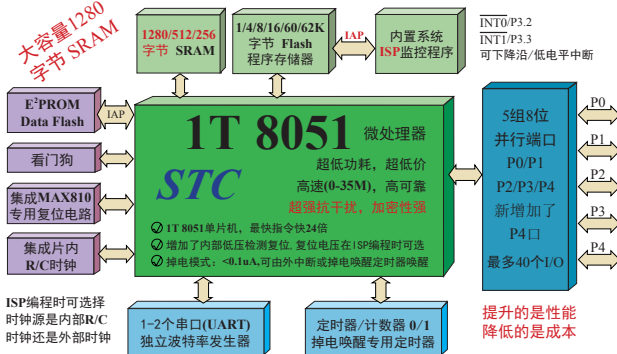 大容量1280
字节 SRAM
1280/512/256
字节 SRAM
1/4/8/16/60/62K
字节 Flash
程序存储器
IAP
内置系统
ISP监控程序
INT0/P3.2
INT1/P3.3
可下降沿/低电平中断
E²PROM
Data Flash
IAP
看门狗
集成MAX810
专用复位电路
集成片内
R/C时钟
1T 8051 微处理器
STC
超低功耗，超低价
高速(0-35M)，高可靠
超强抗干扰，加密性强
1T 8051单片机，最快指令快24倍
增加了内部低压检测复位, 复位电压在ISP编程时可选
掉电模式：<0.1uA,可由外中断或掉电唤醒定时器唤醒
5组8位
并行端口
P0/P1
P2/P3/P4
新增加了
P4口
最多40个I/O
P0
P1
P2
P3
P4
ISP编程时可选择
时钟源是内部R/C
时钟还是外部时钟
1-2个串口(UART)
独立波特率发生器
定时器/计数器 0/1
掉电唤醒专用定时器
提升的是性能
降低的是成本